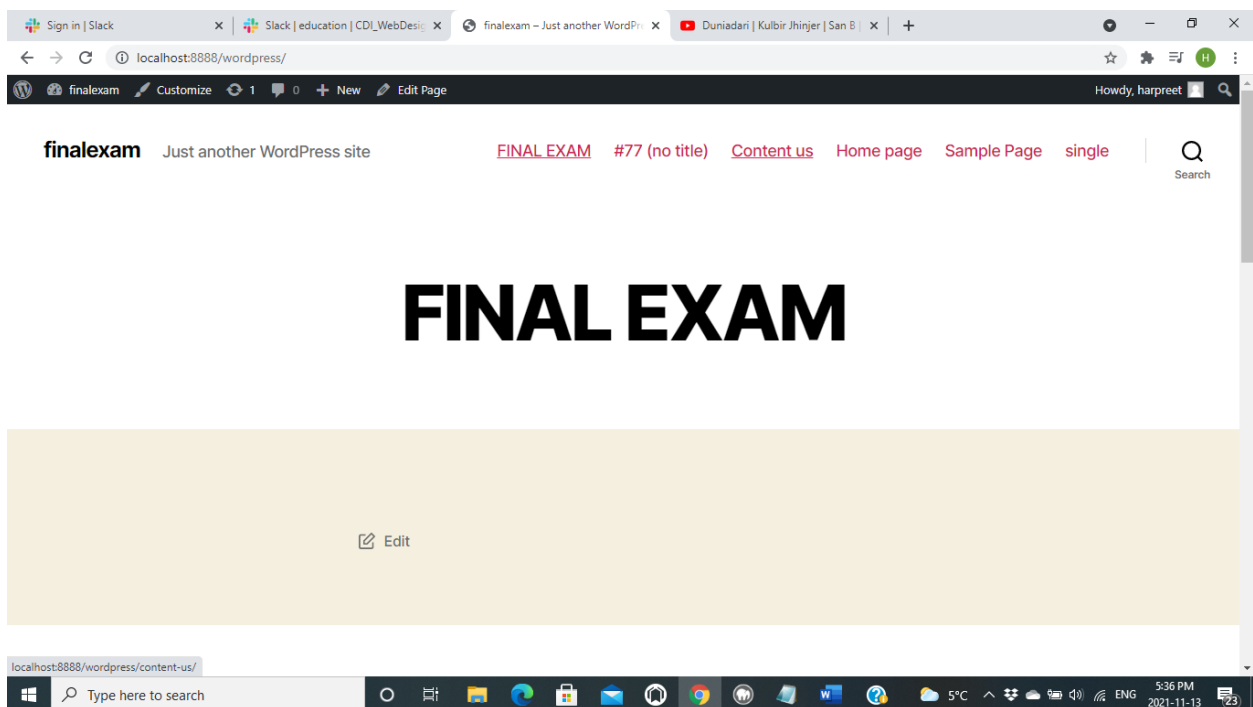 Sign in | Slack
Slack | education | CDI_WebDesig
finalexam – Just another WordPr
Duniadari | Kulbir Jhinjer | San B |
localhost:8888/wordpress/
H
finalexam Customize 1 0 New Edit Page Howdy, harpreet
finalexam Just another WordPress site FINAL EXAM #77 (no title) Content us Home page Sample Page single
Search
FINAL EXAM
Edit
localhost:8888/wordpress/content-us/
Type here to search 5°C ENG 5:36 PM
2021-11-13
23